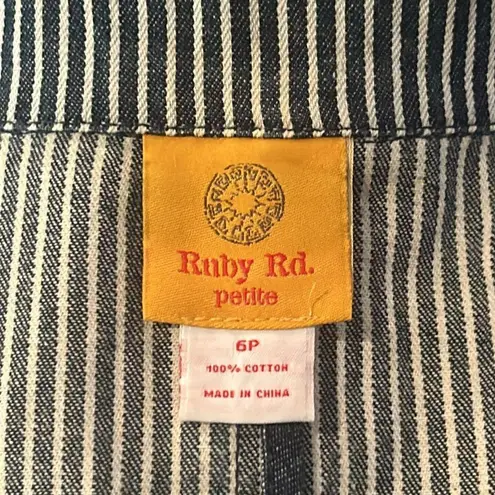 Ruby Rd.
petite
6P
100% COTTON
MADE IN CHINA